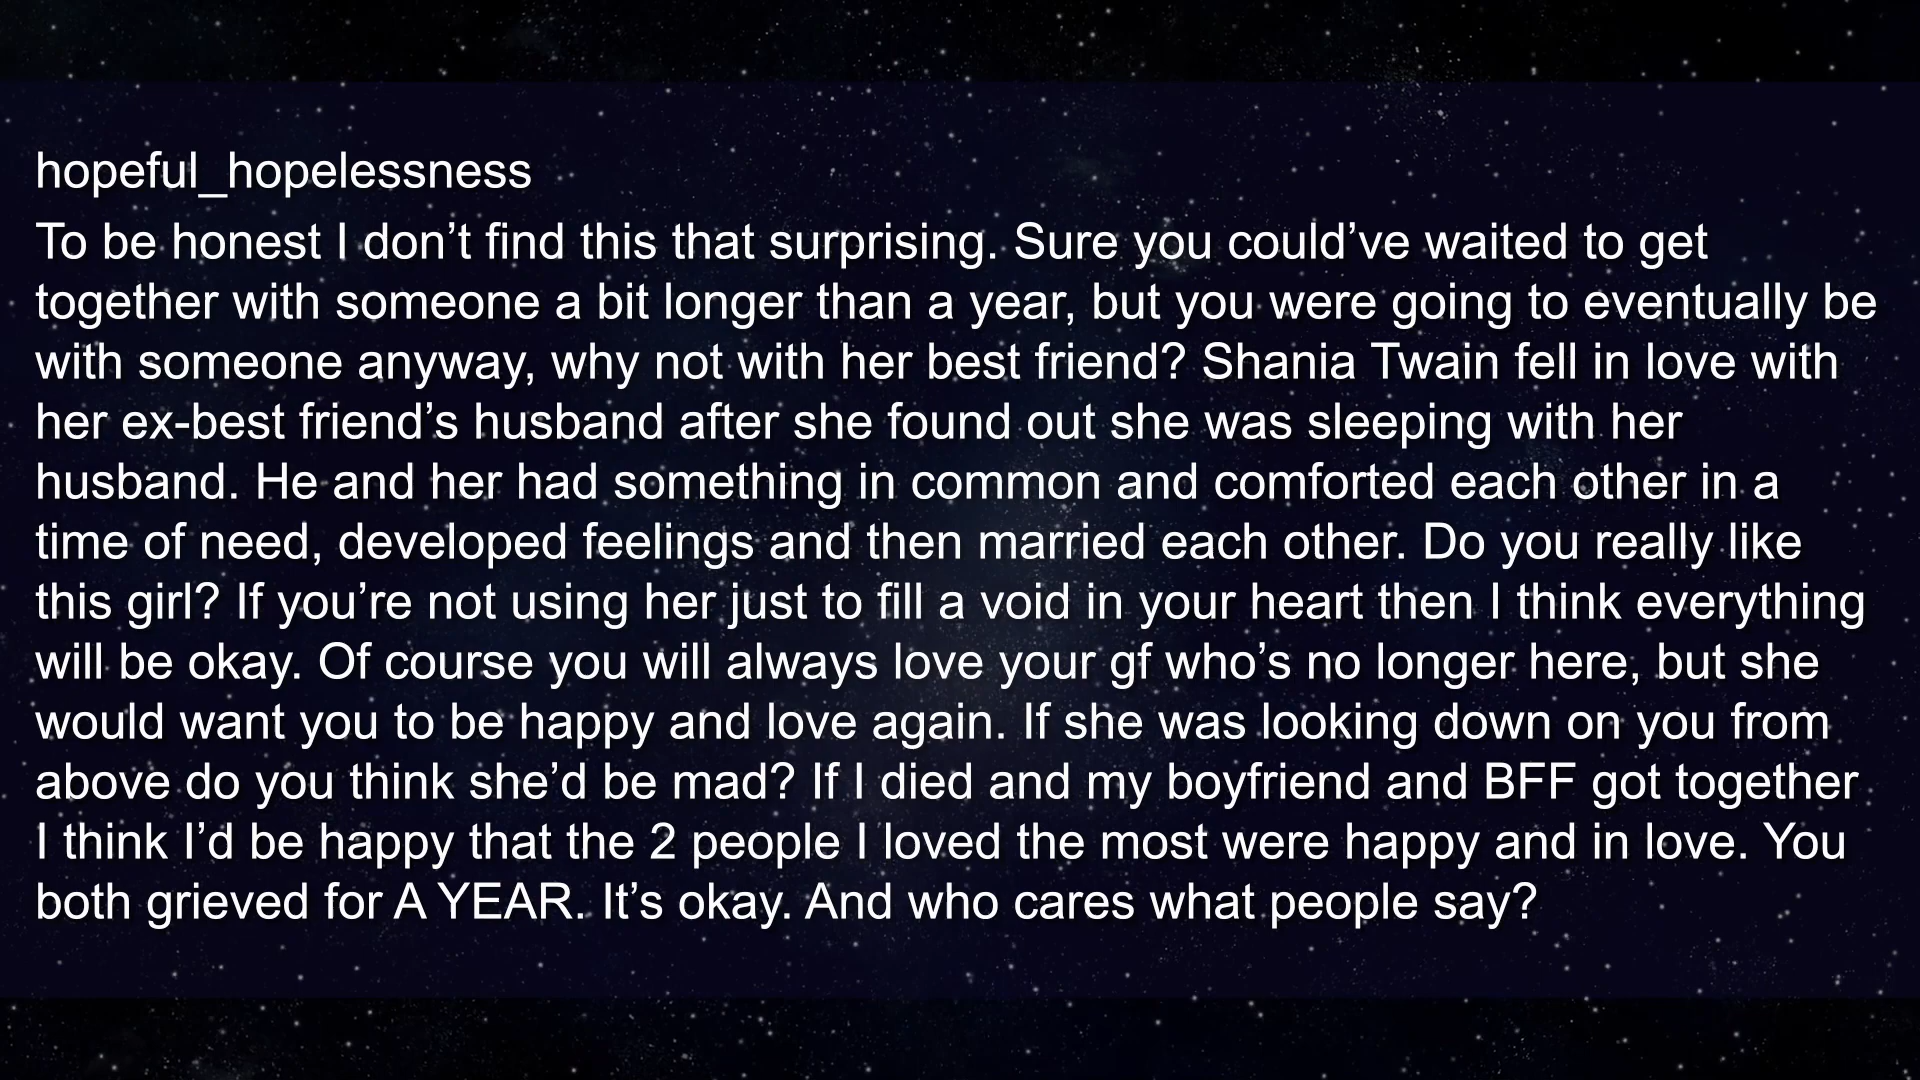 hopeful_hopelessness
To be honest I don’t find this that surprising. Sure you could’ve waited to get
together with someone a bit longer than a year, but you were going to eventually be
with someone anyway, why not with her best friend? Shania Twain fell in love with
her ex-best friend’s husband after she found out she was sleeping with her
husband. He and her had something in common and comforted each other in a
time of need, developed feelings and then married each other. Do you really like
this girl? If you’re not using her just to fill a void in your heart then I think everything
will be okay. Of course you will always love your gf who’s no longer here, but she
would want you to be happy and love again. If she was looking down on you from
above do you think she’d be mad? If I died and my boyfriend and BFF got together
I think I’d be happy that the 2 people I loved the most were happy and in love. You
both grieved for A YEAR. It’s okay. And who cares what people say?